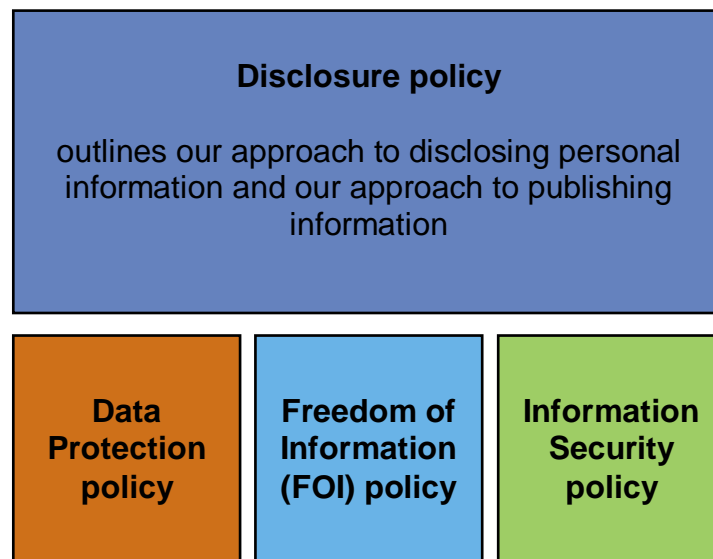 Disclosure policy
outlines our approach to disclosing personal
information and our approach to publishing
information
Data
Protection
policy
Freedom of
Information
(FOI) policy
Information
Security
policy